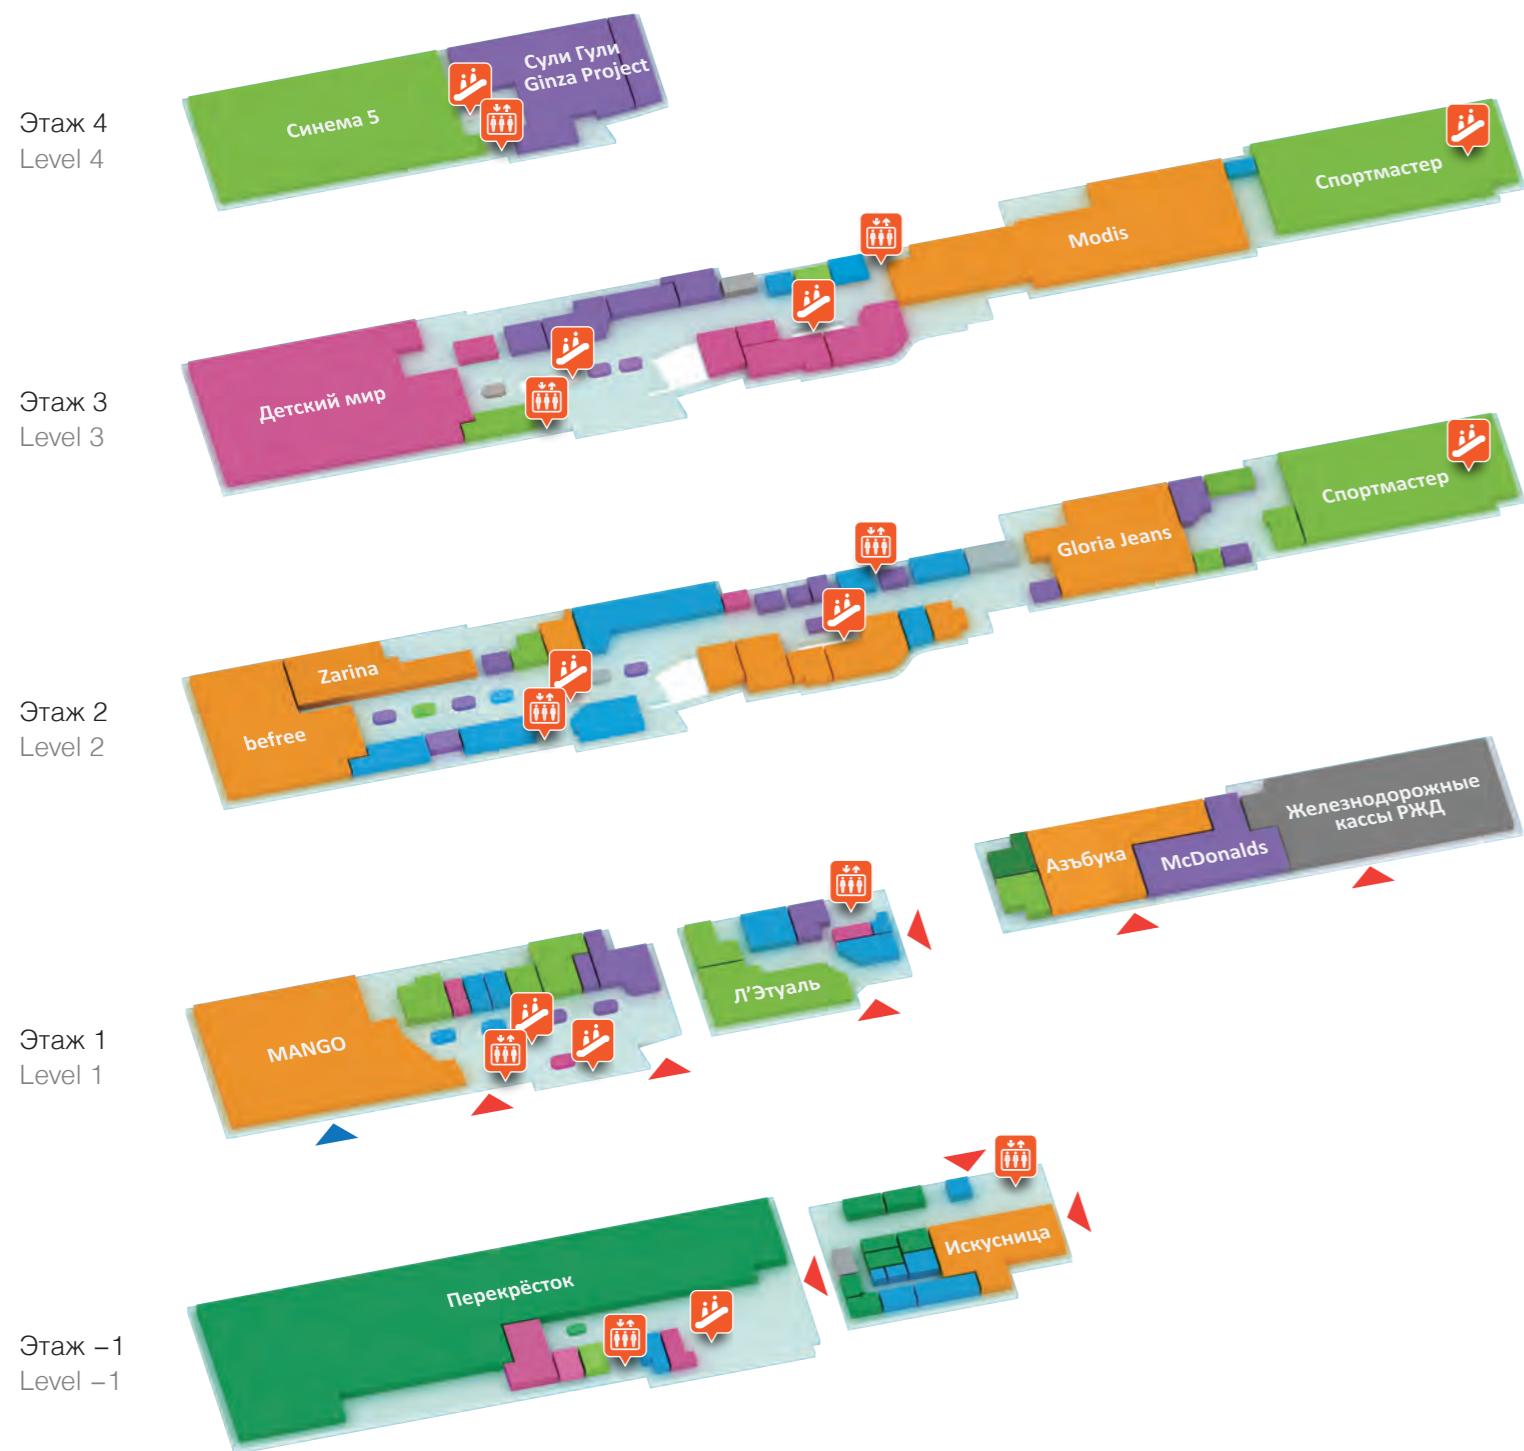 Этаж 4
Level 4
Синема 5
Сули Гули
Ginza Project
Этаж 3
Level 3
Детский мир
Modis
Спортмастер
Этаж 2
Level 2
befree
Zarina
Gloria Jeans
Спортмастер
Этаж 1
Level 1
MANGO
Л'Этуаль
Азъбука
McDonalds
Железнодорожные
кассы РЖД
Этаж –1
Level –1
Перекрёсток
Искусница